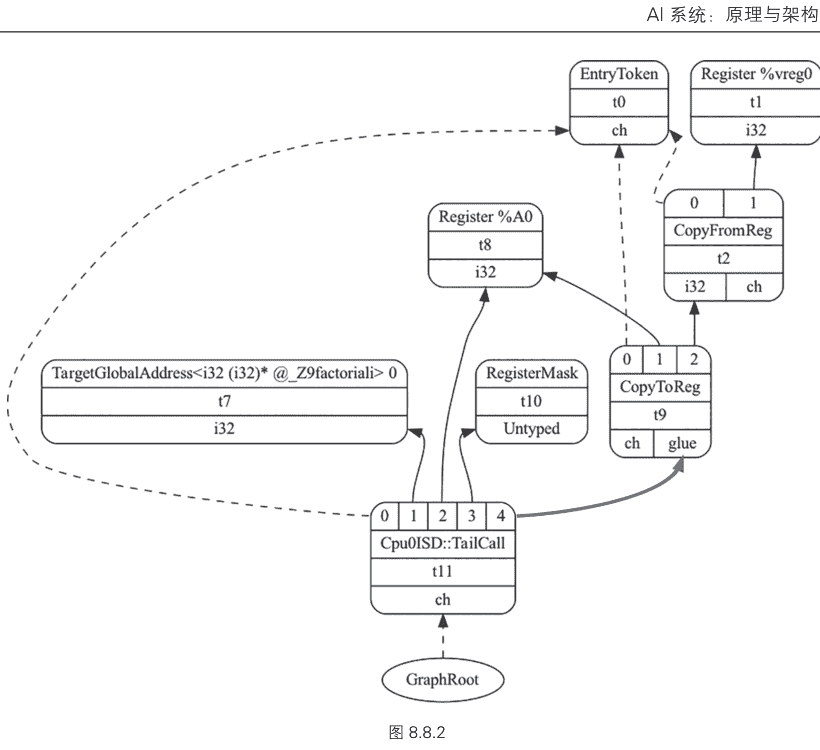 AI 系统：原理与架构
EntryToken
t0
ch
Register %vreg0
t1
i32
0 1
CopyFromReg
t2
i32 ch
Register %A0
t8
i32
0 1 2
CopyToReg
t9
ch glue
TargetGlobalAddress<i32 (i32)* @_Z9factoriali> 0
t7
i32
RegisterMask
t10
Untyped
0 1 2 3 4
Cpu0ISD::TailCall
t11
ch
GraphRoot
图 8.8.2